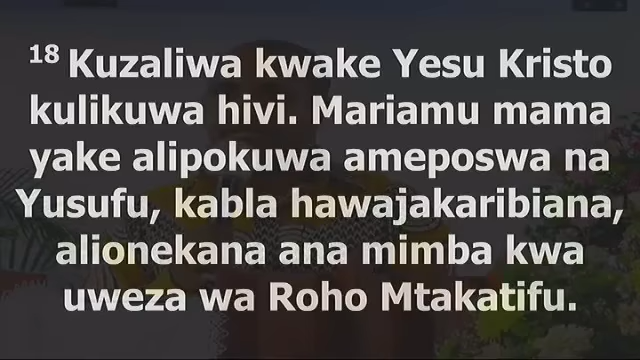 18 Kuzaliwa kwake Yesu Kristo
kulikuwa hivi. Mariamu mama
yake alipokuwa ameposwa na
Yusufu, kabla hawajakaribiana,
alionekana ana mimba kwa
uweza wa Roho Mtakatifu.